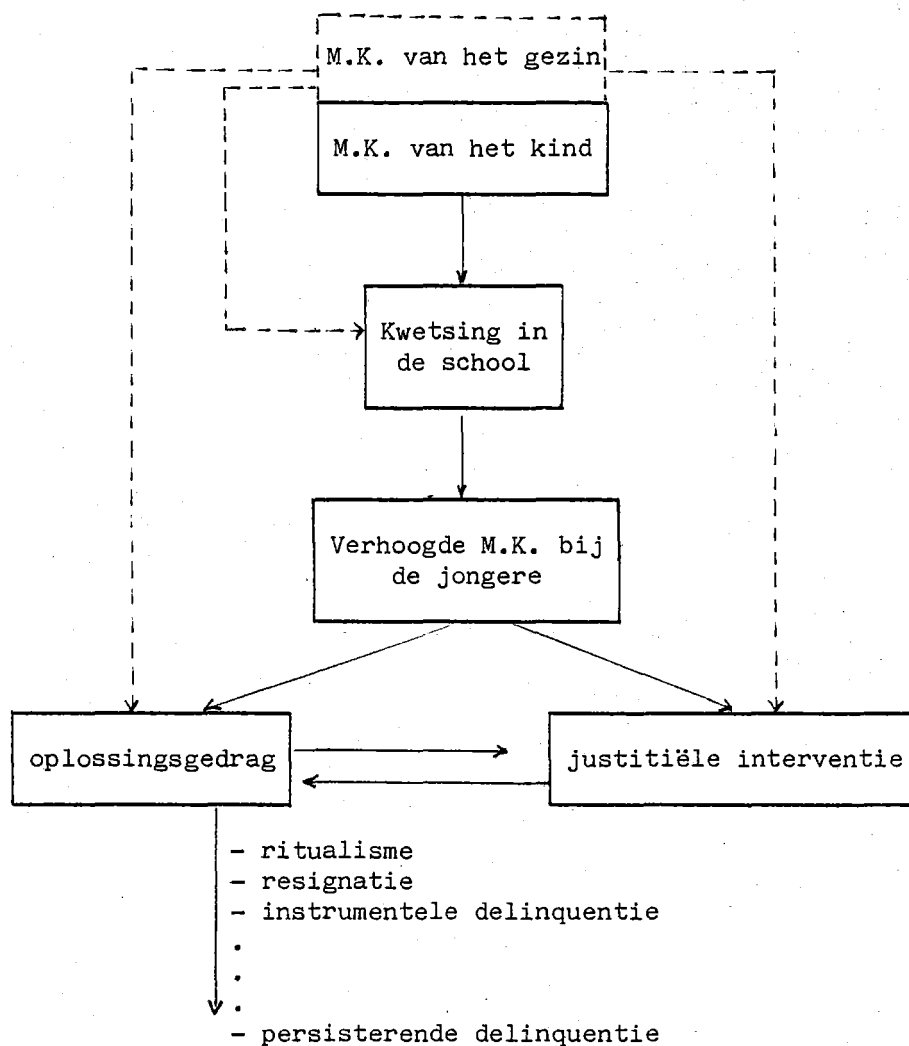 M.K. van het gezin
M.K. van het kind
Kwetsing in
de school
Verhoogde M.K. bij
de jongere
oplossingsgedrag
justitiële interventie
- ritualisme
- resignatie
- instrumentele delinquentie
.
.
.
- persisterende delinquentie